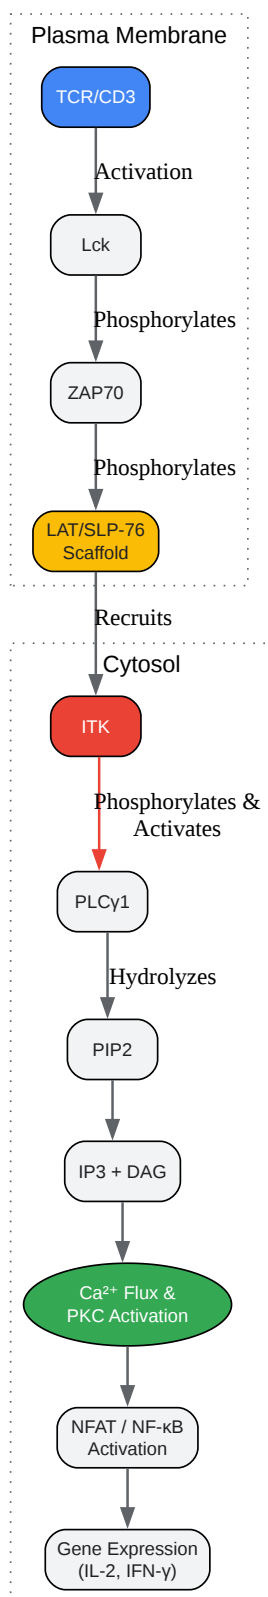 Plasma Membrane
TCR/CD3
Activation
Lck
Phosphorylates
ZAP70
Phosphorylates
LAT/SLP-76
Scaffold
Recruits
Cytosol
ITK
Phosphorylates &
Activates
PLCγ1
Hydrolyzes
PIP2
IP3 + DAG
Ca²⁺ Flux &
PKC Activation
NFAT / NF-κB
Activation
Gene Expression
(IL-2, IFN-γ)